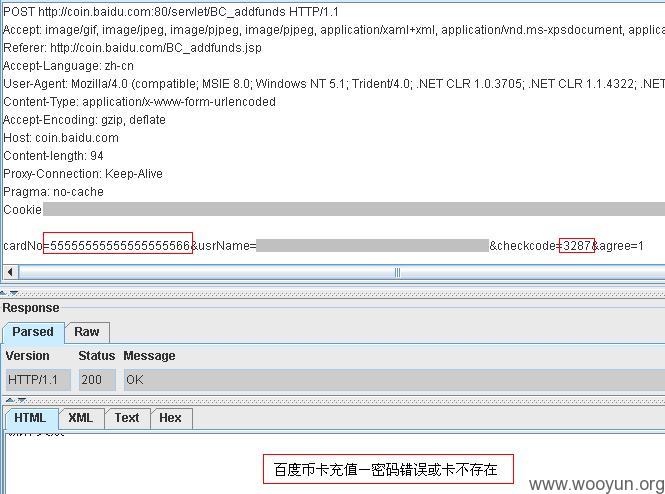 POST http://coin.baidu.com:80/servlet/BC_addfunds HTTP/1.1
Accept: image/gif, image/jpeg, image/pjpeg, image/pjpeg, application/xaml+xml, application/vnd.ms-xpsdocument, applica
Referer: http://coin.baidu.com/BC_addfunds.jsp
Accept-Language: zh-cn
User-Agent: Mozilla/4.0 (compatible; MSIE 8.0; Windows NT 5.1; Trident/4.0; .NET CLR 1.0.3705; .NET CLR 1.1.4322; .NET
Content-Type: application/x-www-form-urlencoded
Accept-Encoding: gzip, deflate
Host: coin.baidu.com
Content-length: 94
Proxy-Connection: Keep-Alive
Pragma: no-cache
Cookie
cardNo=55555555555555555566&usrName= &checkcode=3287&agree=1
Response
Parsed Raw
Version Status Message
HTTP/1.1 200 OK
HTML XML Text Hex
百度币卡充值—密码错误或卡不存在
www.wooyun.org